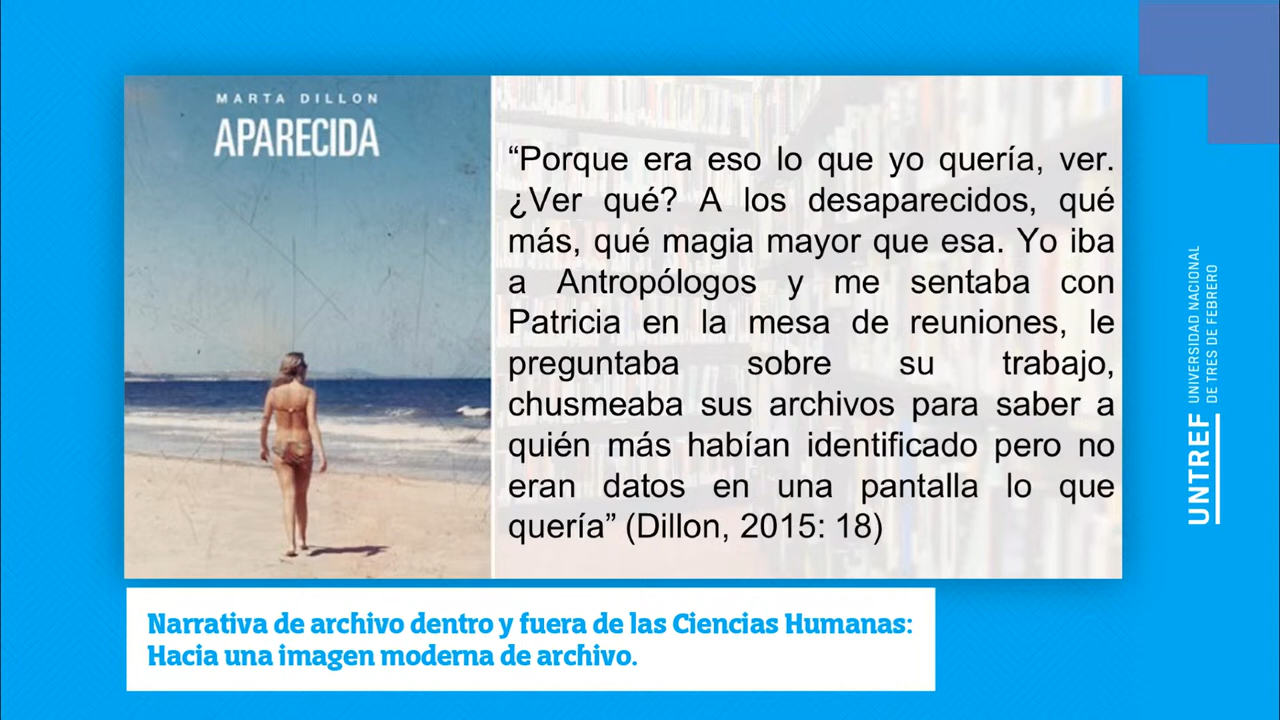 MARTA DILLON
APARECIDA
“Porque era eso lo que yo quería, ver.
¿Ver qué? A los desaparecidos, qué
más, qué magia mayor que esa. Yo iba
a Antropólogos y me sentaba con
Patricia en la mesa de reuniones, le
preguntaba sobre su trabajo,
chusmeaba sus archivos para saber a
quién más habían identificado pero no
eran datos en una pantalla lo que
quería” (Dillon, 2015: 18)
Narrativa de archivo dentro y fuera de las Ciencias Humanas:
Hacia una imagen moderna de archivo.
UNTREF
UNIVERSIDAD NACIONAL
DE TRES DE FEBRERO